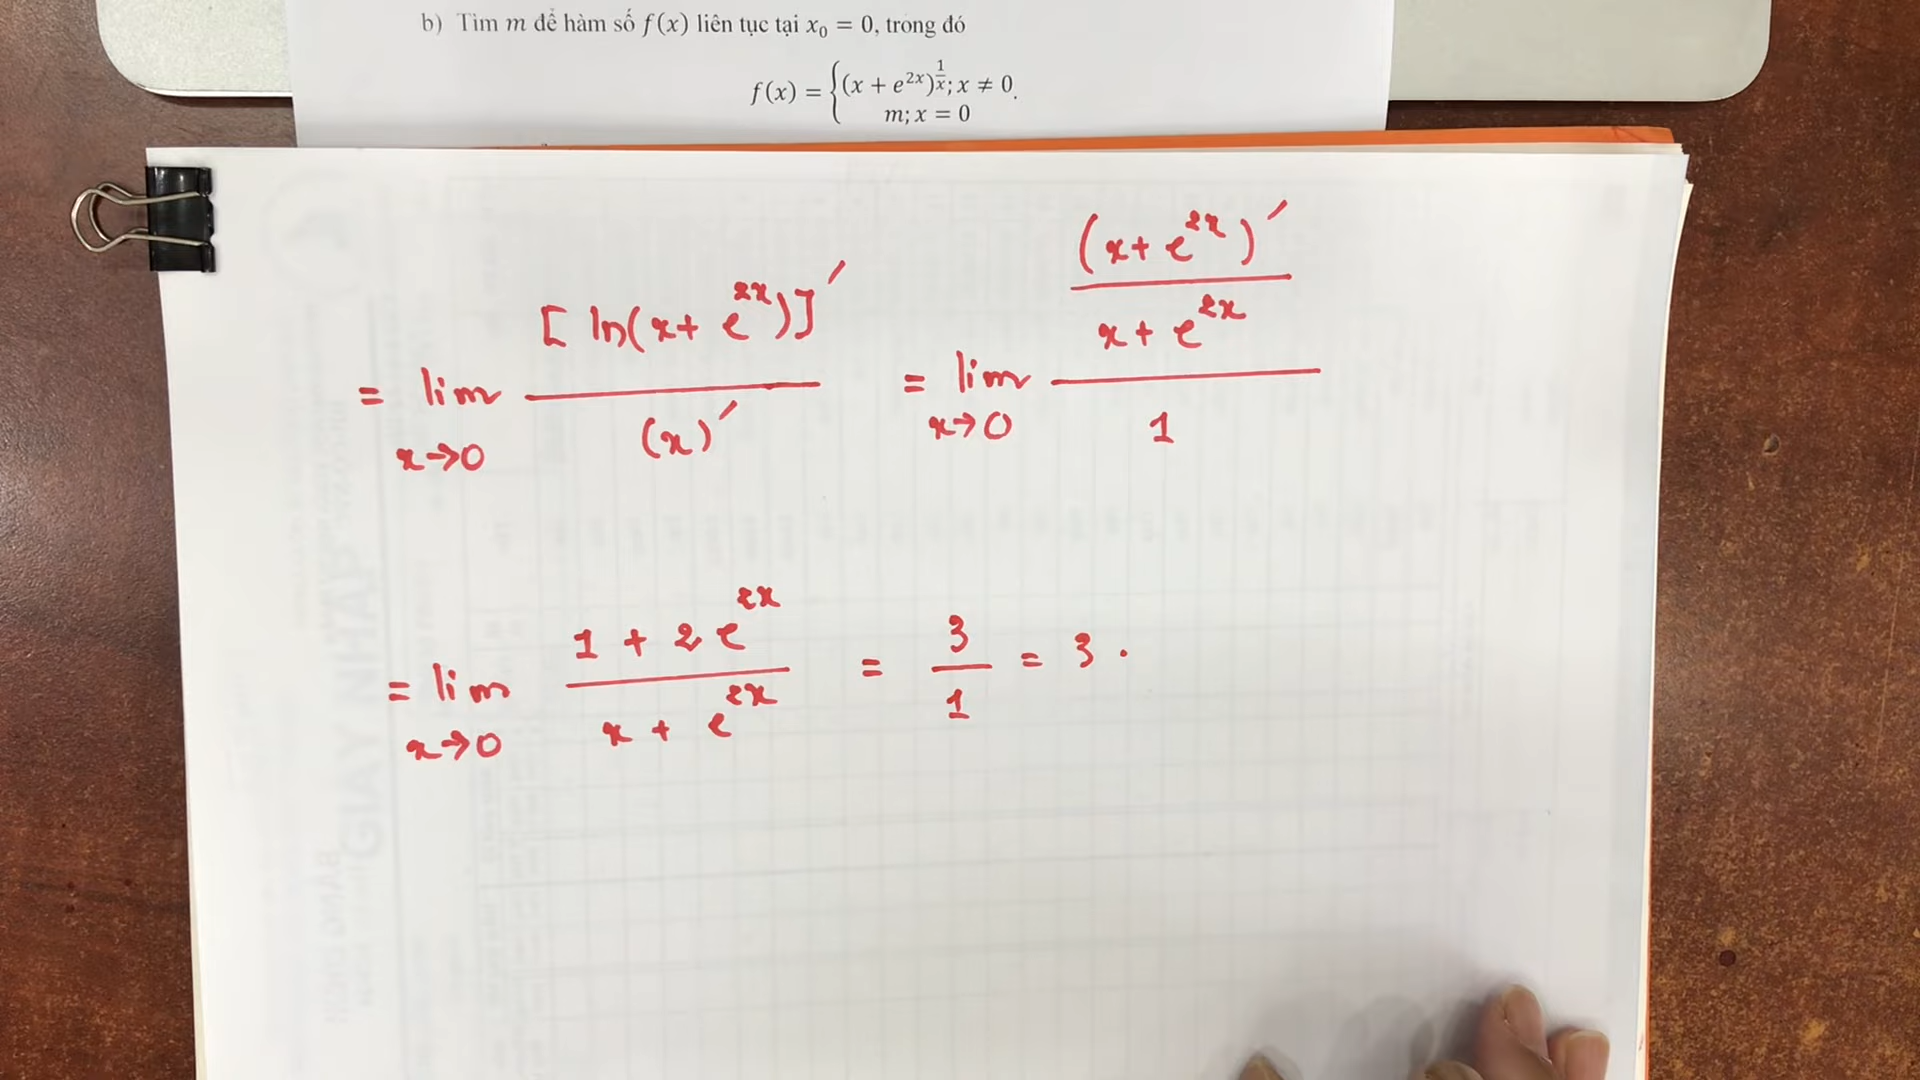 b) Tìm m để hàm số f(x) liên tục tại x₀ = 0, trong đó
f(x) = { (x + e^{2x})^{1/x}; x ≠ 0
m; x = 0 .
= lim_{x→0} [ln(x + e^{2x})]′ / (x)′ = lim_{x→0} ((x + e^{2x})′ / (x + e^{2x})) / 1
= lim_{x→0} (1 + 2e^{2x}) / (x + e^{2x}) = 3/1 = 3 .